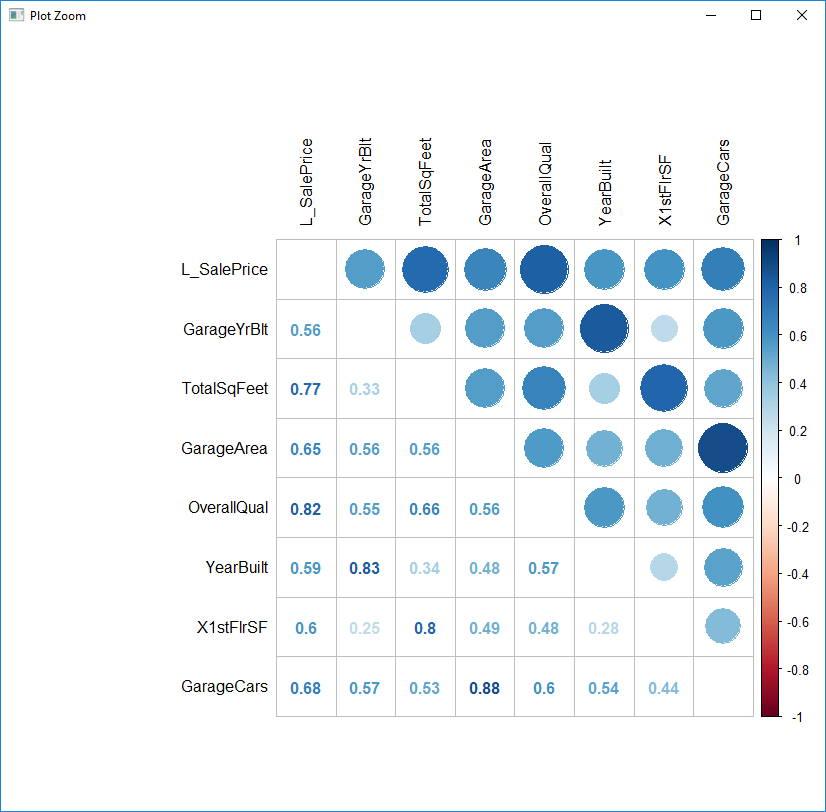 Plot Zoom
L_SalePrice GarageYrBlt TotalSqFeet GarageArea OverallQual YearBuilt X1stFlrSF GarageCars
L_SalePrice
GarageYrBlt 0.56
TotalSqFeet 0.77 0.33
GarageArea 0.65 0.56 0.56
OverallQual 0.82 0.55 0.66 0.56
YearBuilt 0.59 0.83 0.34 0.48 0.57
X1stFlrSF 0.6 0.25 0.8 0.49 0.48 0.28
GarageCars 0.68 0.57 0.53 0.88 0.6 0.54 0.44
1
0.8
0.6
0.4
0.2
0
-0.2
-0.4
-0.6
-0.8
-1